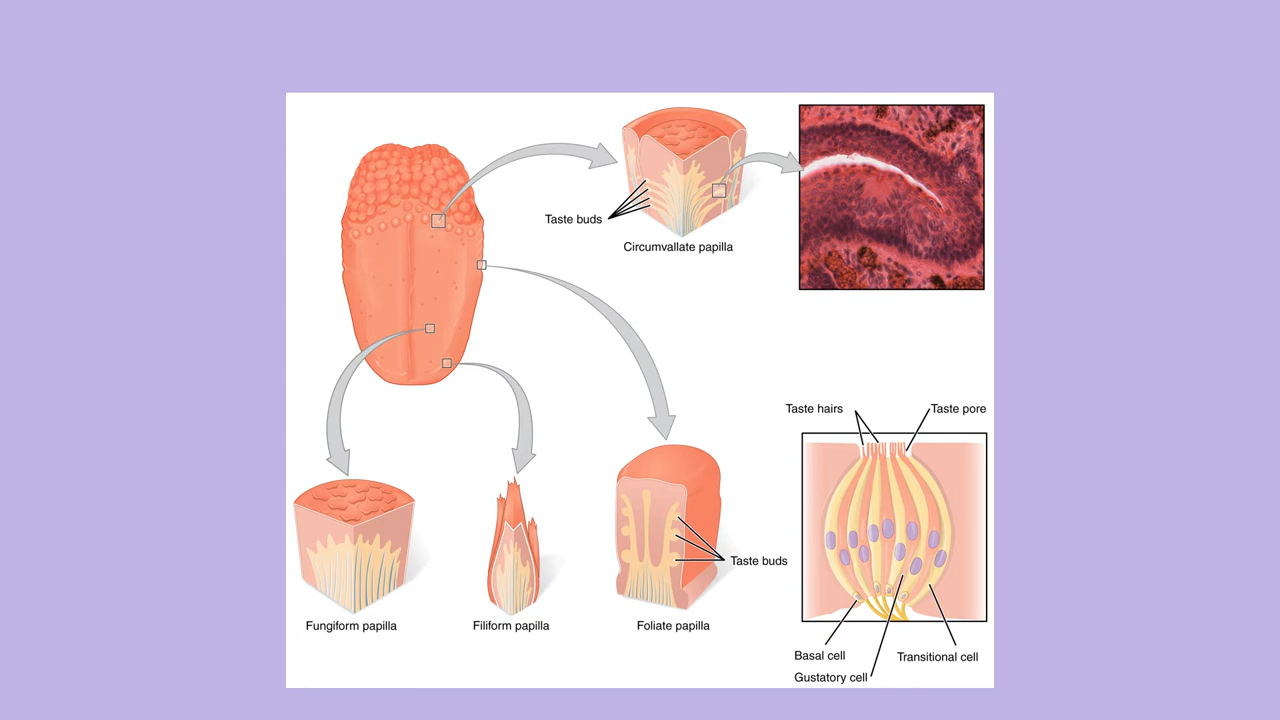 Taste buds
Circumvallate papilla
Taste hairs
Taste pore
Taste buds
Fungiform papilla
Filiform papilla
Foliate papilla
Basal cell
Transitional cell
Gustatory cell